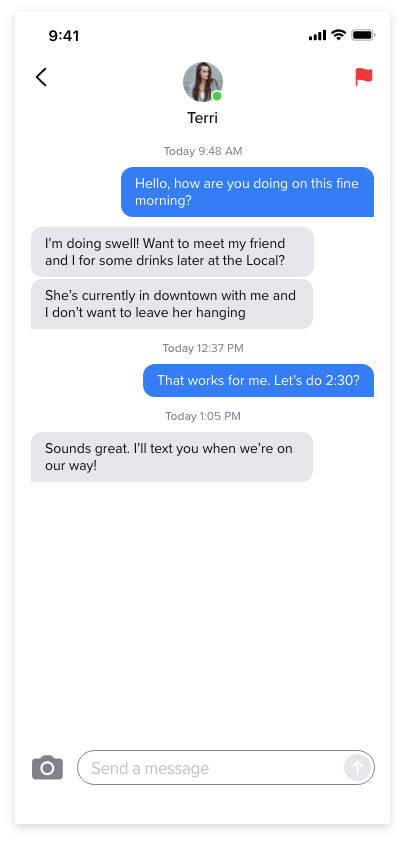 9:41
Terri
Today 9:48 AM
Hello, how are you doing on this fine
morning?
I’m doing swell! Want to meet my friend
and I for some drinks later at the Local?
She’s currently in downtown with me and
I don’t want to leave her hanging
Today 12:37 PM
That works for me. Let’s do 2:30?
Today 1:05 PM
Sounds great. I’ll text you when we’re on
our way!
Send a message